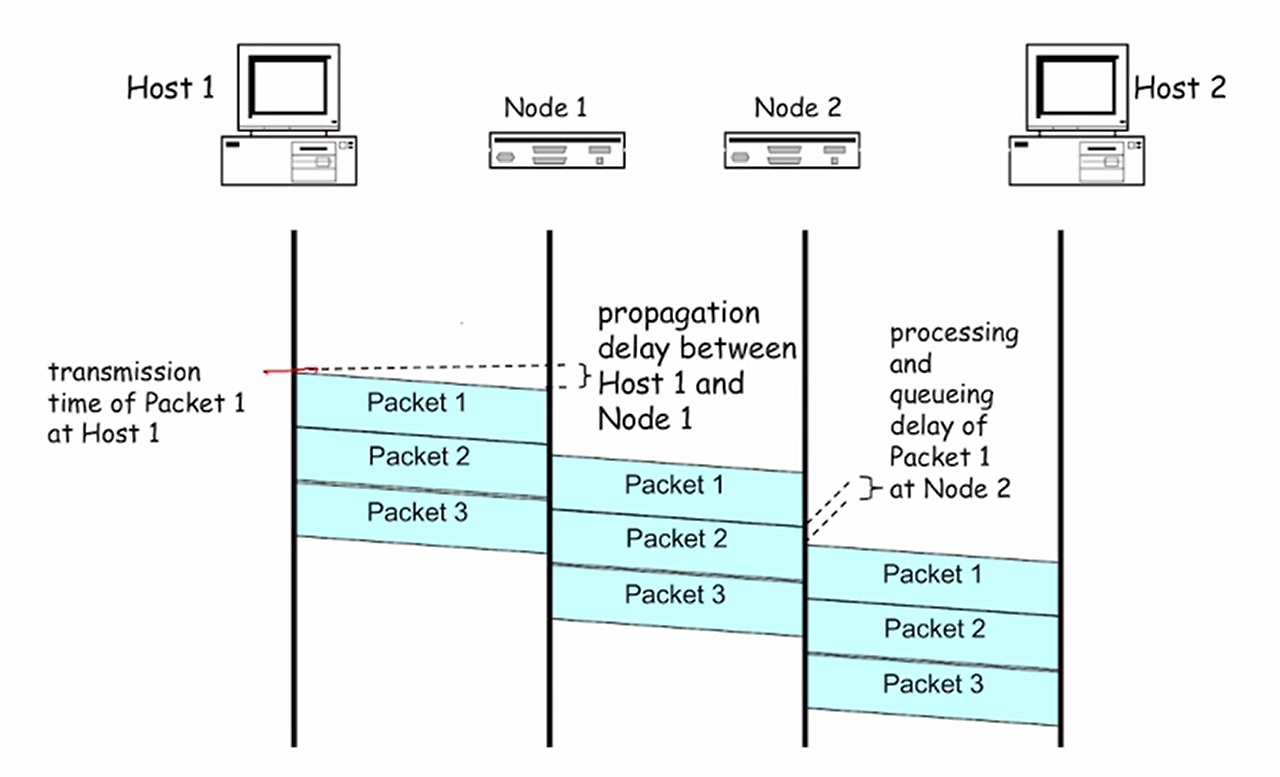 Host 1
Node 1
Node 2
Host 2
transmission
time of Packet 1
at Host 1
propagation
delay between
Host 1 and
Node 1
processing
and
queueing
delay of
Packet 1
at Node 2
Packet 1
Packet 2
Packet 3
Packet 1
Packet 2
Packet 3
Packet 1
Packet 2
Packet 3